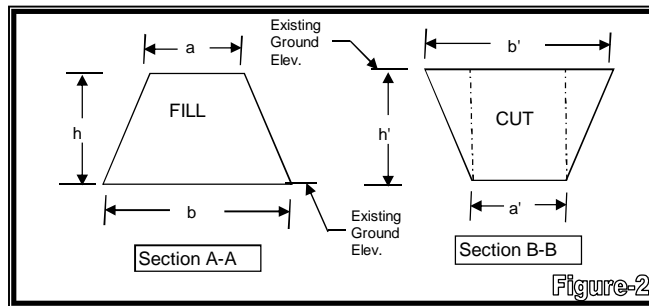 a
h
FILL
b
Existing
Ground
Elev.
Section A-A
Existing
Ground
Elev.
b'
h'
CUT
a'
Section B-B
Figure-2